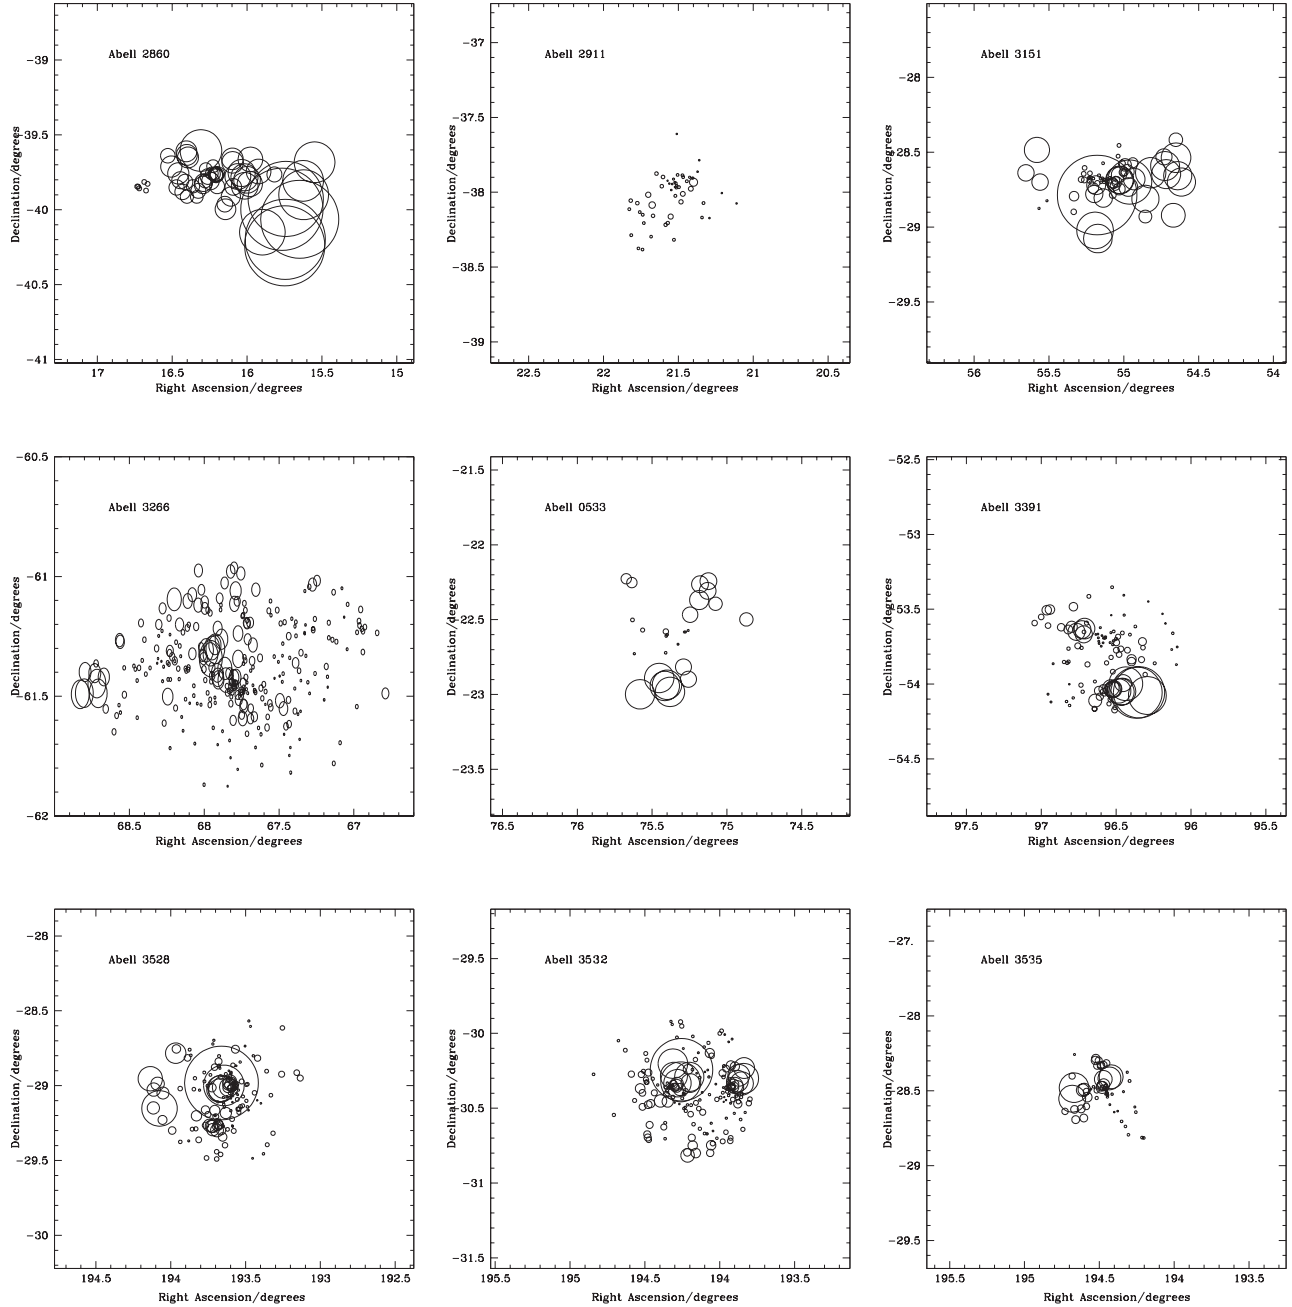 Abell 2860
Declination/degrees
-39
-39.5
-40
-40.5
-41
17 16.5 16 15.5 15
Right Ascension/degrees
Abell 2911
Declination/degrees
-37
-37.5
-38
-38.5
-39
22.5 22 21.5 21 20.5
Right Ascension/degrees
Abell 3151
Declination/degrees
-28
-28.5
-29
-29.5
56 55.5 55 54.5 54
Right Ascension/degrees
Abell 3266
Declination/degrees
-60.5
-61
-61.5
-62
68.5 68 67.5 67
Right Ascension/degrees
Abell 0533
Declination/degrees
-21.5
-22
-22.5
-23
-23.5
76.5 76 75.5 75 74.5
Right Ascension/degrees
Abell 3391
Declination/degrees
-52.5
-53
-53.5
-54
-54.5
97.5 97 96.5 96 95.5
Right Ascension/degrees
Abell 3528
Declination/degrees
-28
-28.5
-29
-29.5
-30
194.5 194 193.5 193 192.5
Right Ascension/degrees
Abell 3532
Declination/degrees
-29.5
-30
-30.5
-31
-31.5
195.5 195 194.5 194 193.5
Right Ascension/degrees
Abell 3535
Declination/degrees
-27.
-28
-28.5
-29
-29.5
195.5 195 194.5 194 193.5
Right Ascension/degrees